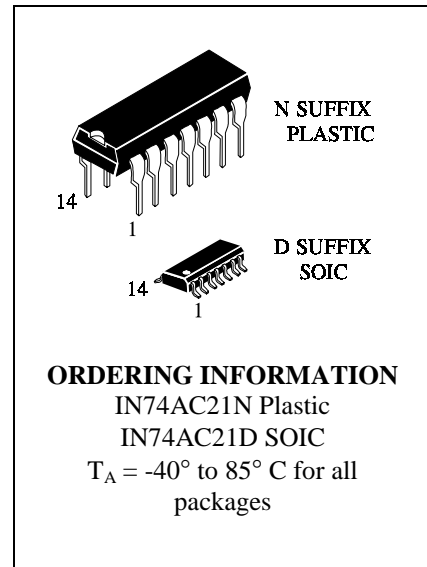 N SUFFIX
PLASTIC
14
1
D SUFFIX
SOIC
14
1
ORDERING INFORMATION
IN74AC21N Plastic
IN74AC21D SOIC
TA = -40° to 85° C for all
packages